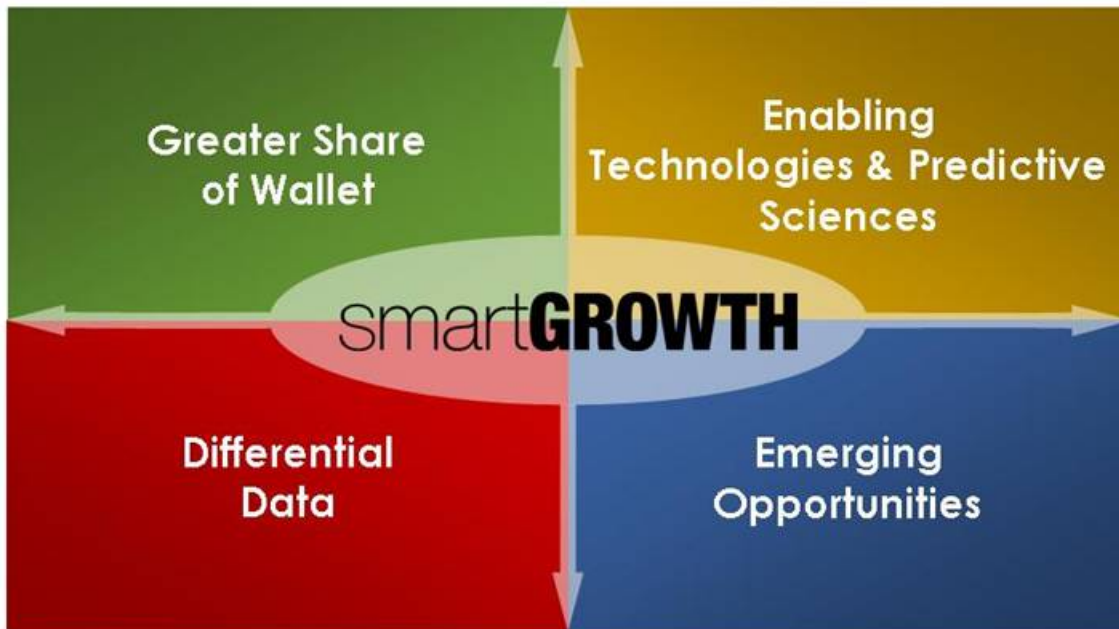 Greater Share
of Wallet
Enabling
Technologies & Predictive
Sciences
smartGROWTH
Differential
Data
Emerging
Opportunities